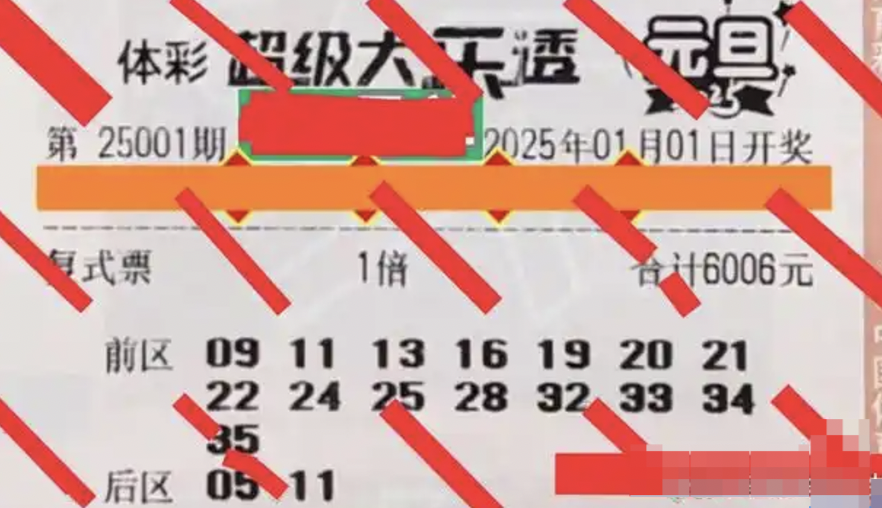 体彩 超级大乐透 元旦
第 25001期 2025年01月01日开奖
复式票 1倍 合计6006元
前区 09 11 13 16 19 20 21
22 24 25 28 32 33 34
35
后区 05 11